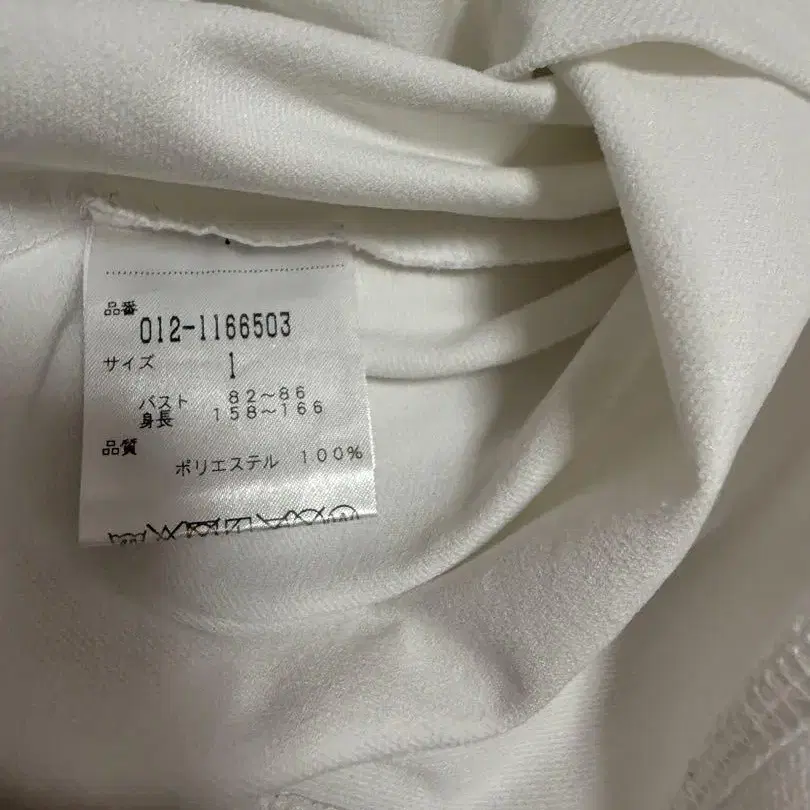 品番
012-1166503
サイズ 1
バスト 82～86
身長 158～166
品質
ポリエステル 100%